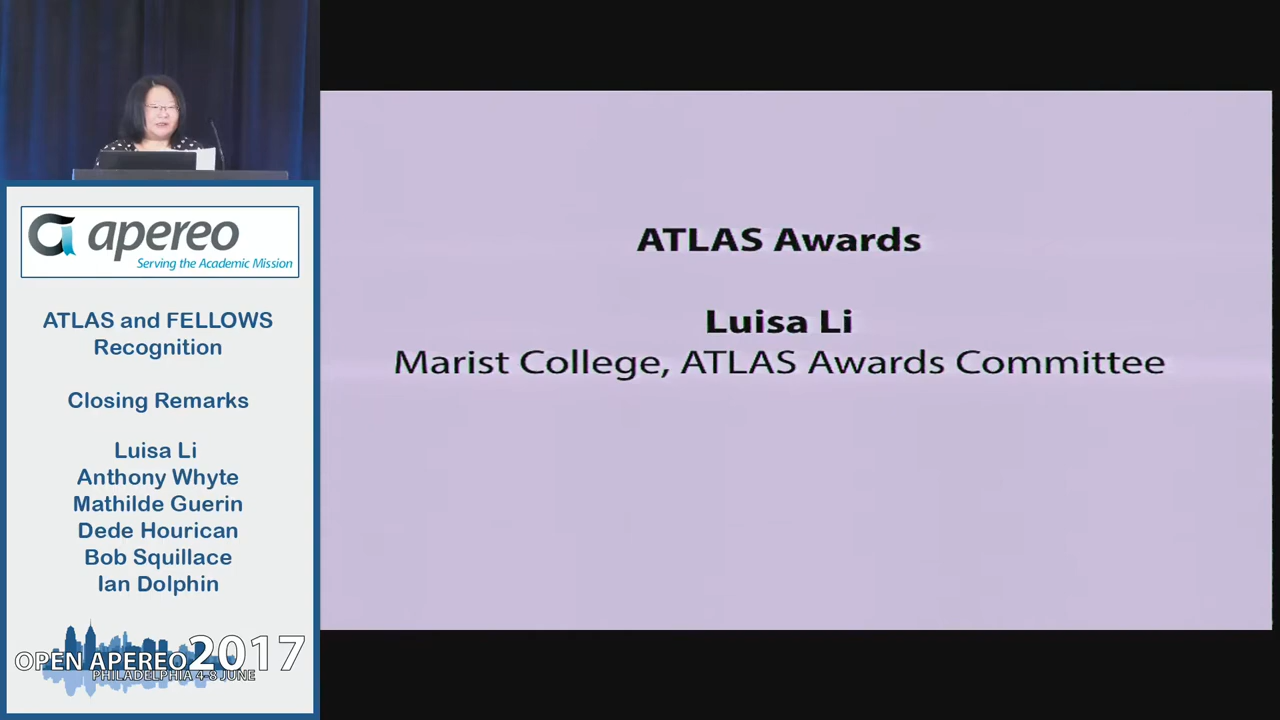 apereo
Serving the Academic Mission
ATLAS and FELLOWS
Recognition
Closing Remarks
Luisa Li
Anthony Whyte
Mathilde Guerin
Dede Hourican
Bob Squillace
Ian Dolphin
OPEN APEREO 2017
PHILADELPHIA 4-8 JUNE
ATLAS Awards
Luisa Li
Marist College, ATLAS Awards Committee